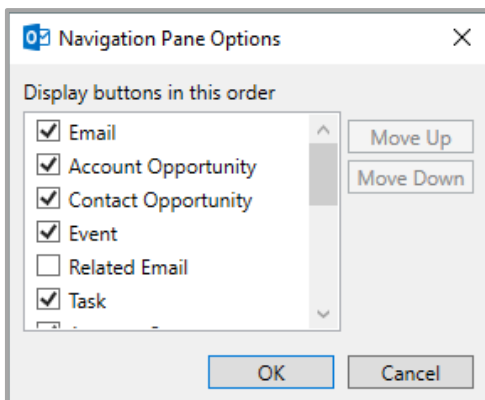 Navigation Pane Options
Display buttons in this order
Email
Account Opportunity
Contact Opportunity
Event
Related Email
Task
Move Up
Move Down
OK
Cancel